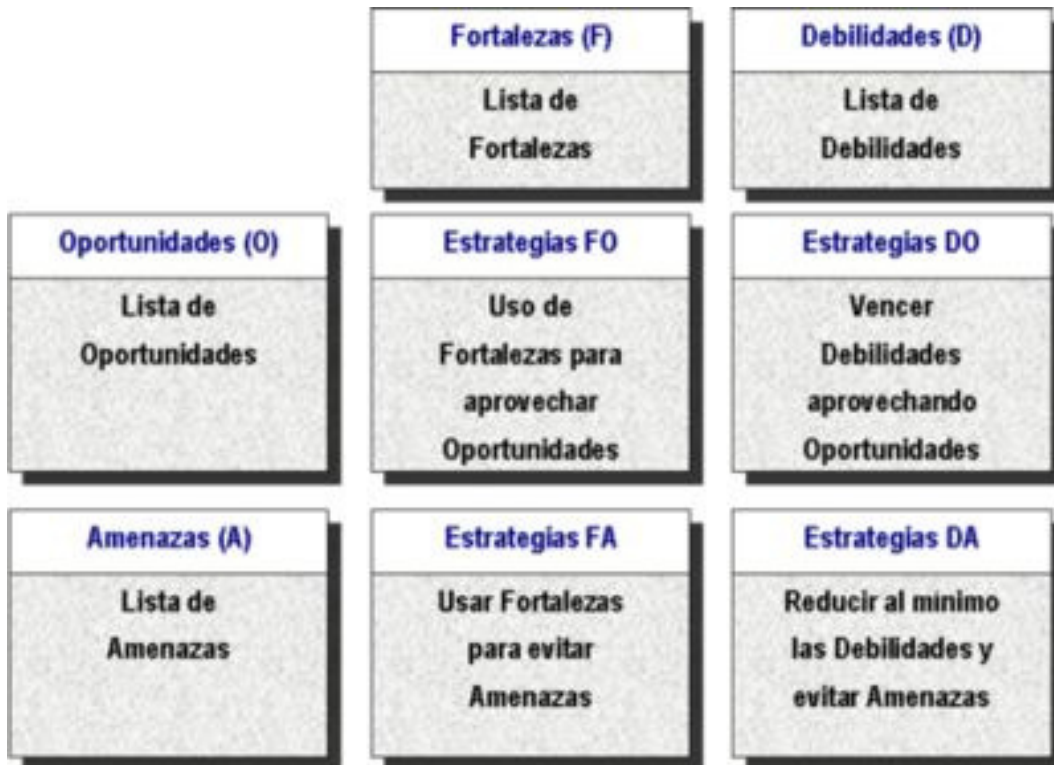 Fortalezas (F)
Lista de
Fortalezas
Debilidades (D)
Lista de
Debilidades
Oportunidades (O)
Lista de
Oportunidades
Estrategias FO
Uso de
Fortalezas para
aprovechar
Oportunidades
Estrategias DO
Vencer
Debilidades
aprovechando
Oportunidades
Amenazas (A)
Lista de
Amenazas
Estrategias FA
Usar Fortalezas
para evitar
Amenazas
Estrategias DA
Reducir al minimo
las Debilidades y
evitar Amenazas